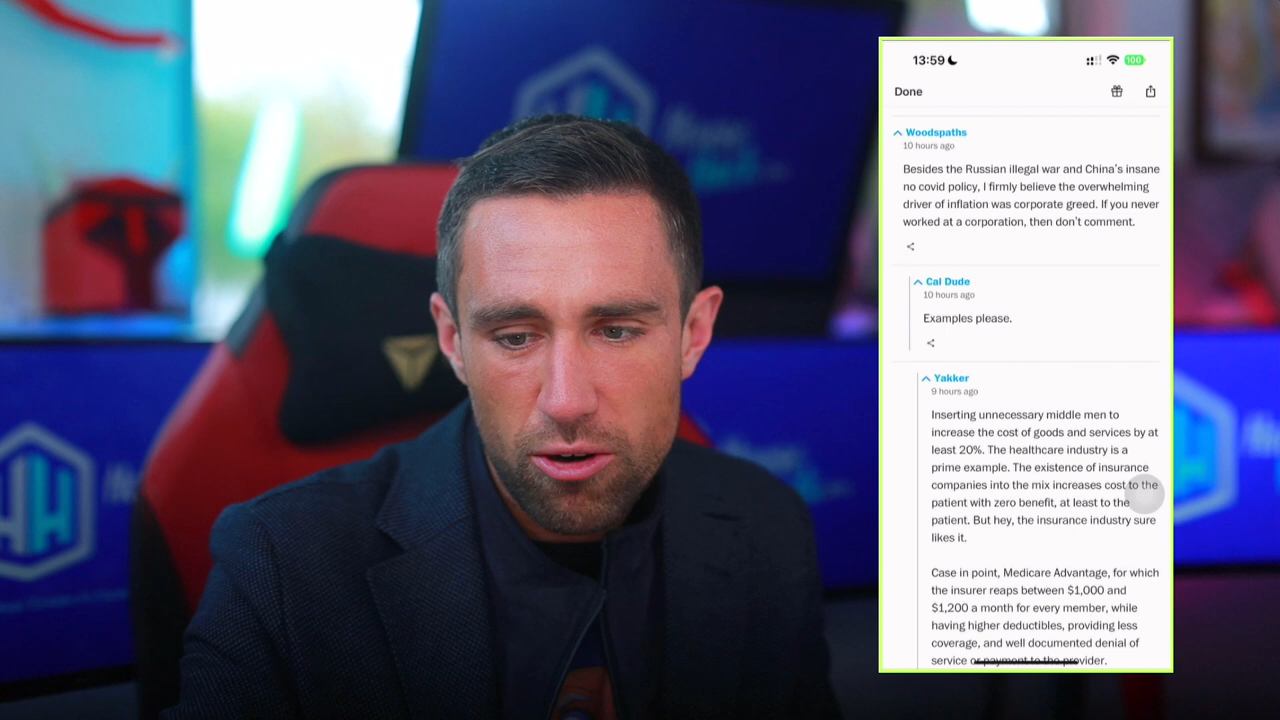 13:59
100
Done
Woodspaths
10 hours ago
Besides the Russian illegal war and China's insane
no covid policy, I firmly believe the overwhelming
driver of inflation was corporate greed. If you never
worked at a corporation, then don't comment.
Cal Dude
10 hours ago
Examples please.
Yakker
9 hours ago
Inserting unnecessary middle men to
increase the cost of goods and services by at
least 20%. The healthcare industry is a
prime example. The existence of insurance
companies into the mix increases cost to the
patient with zero benefit, at least to the
patient. But hey, the insurance industry sure
likes it.
Case in point, Medicare Advantage, for which
the insurer reaps between $1,000 and
$1,200 a month for every member, while
having higher deductibles, providing less
coverage, and well documented denial of
service or payment to the provider.